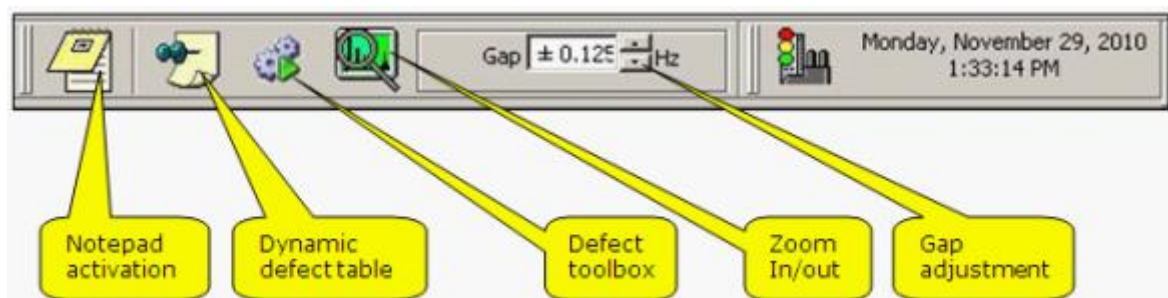 Gap ± 0.125 Hz
Monday, November 29, 2010
1:33:14 PM
Notepad
activation
Dynamic
defect table
Defect
toolbox
Zoom
In/out
Gap
adjustment